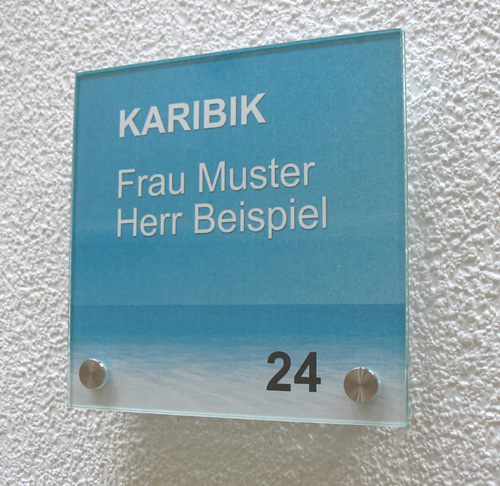 KARIBIK
Frau Muster
Herr Beispiel
24